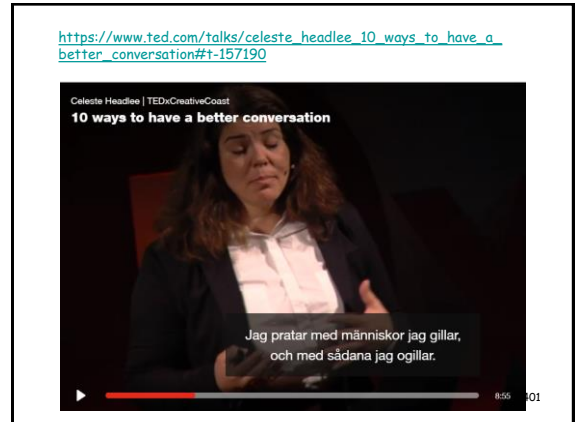 https://www.ted.com/talks/celeste_headlee_10_ways_to_have_a_
better_conversation#t-157190
Celeste Headlee | TEDxCreativeCoast
10 ways to have a better conversation
Jag pratar med människor jag gillar,
och med sådana jag ogillar.
8:55
401